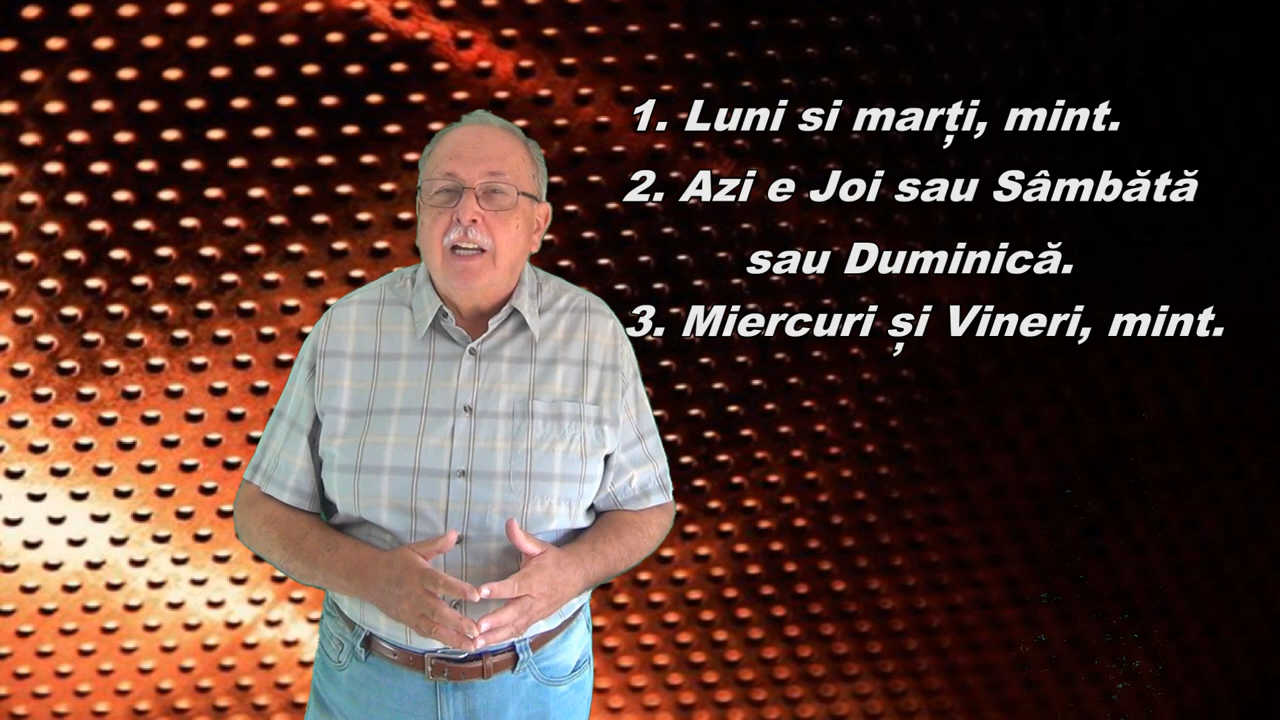 1. Luni si marți, mint.
2. Azi e Joi sau Sâmbătă
sau Duminică.
3. Miercuri și Vineri, mint.